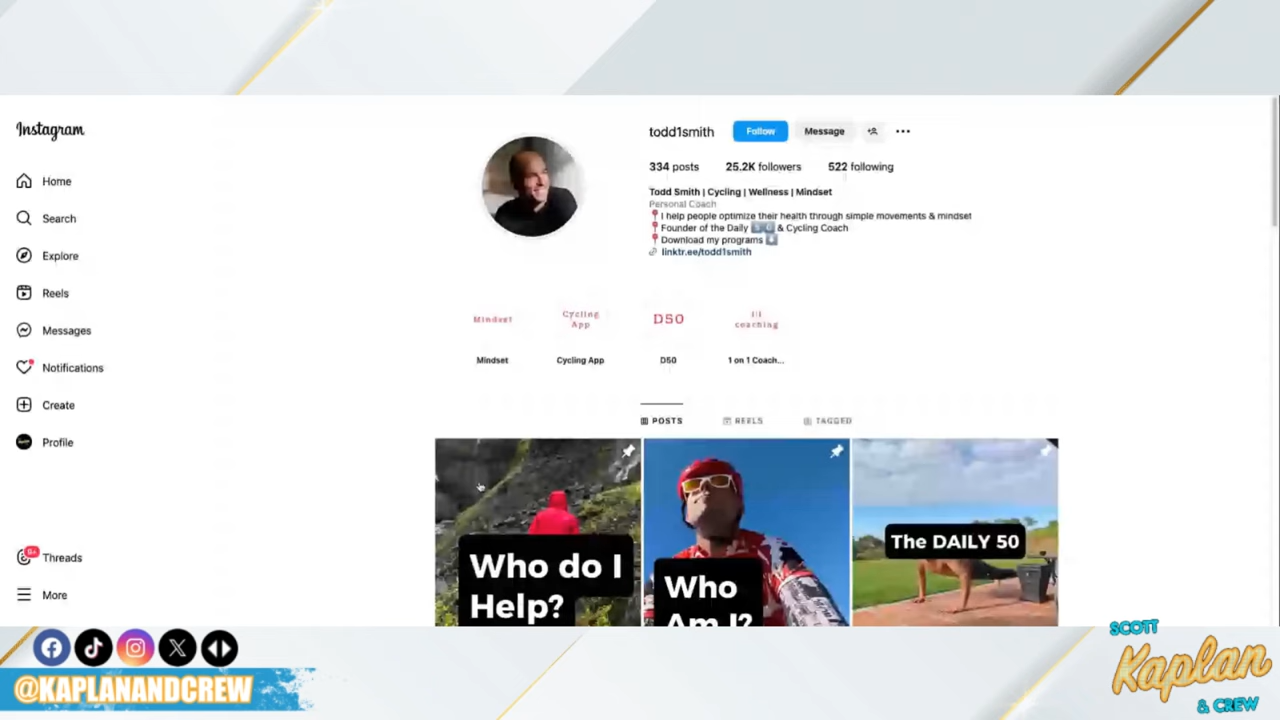 Instagram
Home
Search
Explore
Reels
Messages
Notifications
Create
Profile
Threads
More
todd1smith Follow Message
334 posts 25.2K followers 522 following
Todd Smith | Cycling | Wellness | Mindset
Personal Coach
📍I help people optimize their health through simple movements & mindset
📍Founder of the Daily 5️⃣0️⃣ & Cycling Coach
📍Download my programs ⬇️
linktr.ee/todd1smith
Mindset
Cycling
App
D50
1:1
coaching
Mindset Cycling App D50 1 on 1 Coach...
POSTS REELS TAGGED
Who do I
Help?
Who
Am I?
The DAILY 50
@KAPLANANDCREW
SCOTT
Kaplan
& CREW